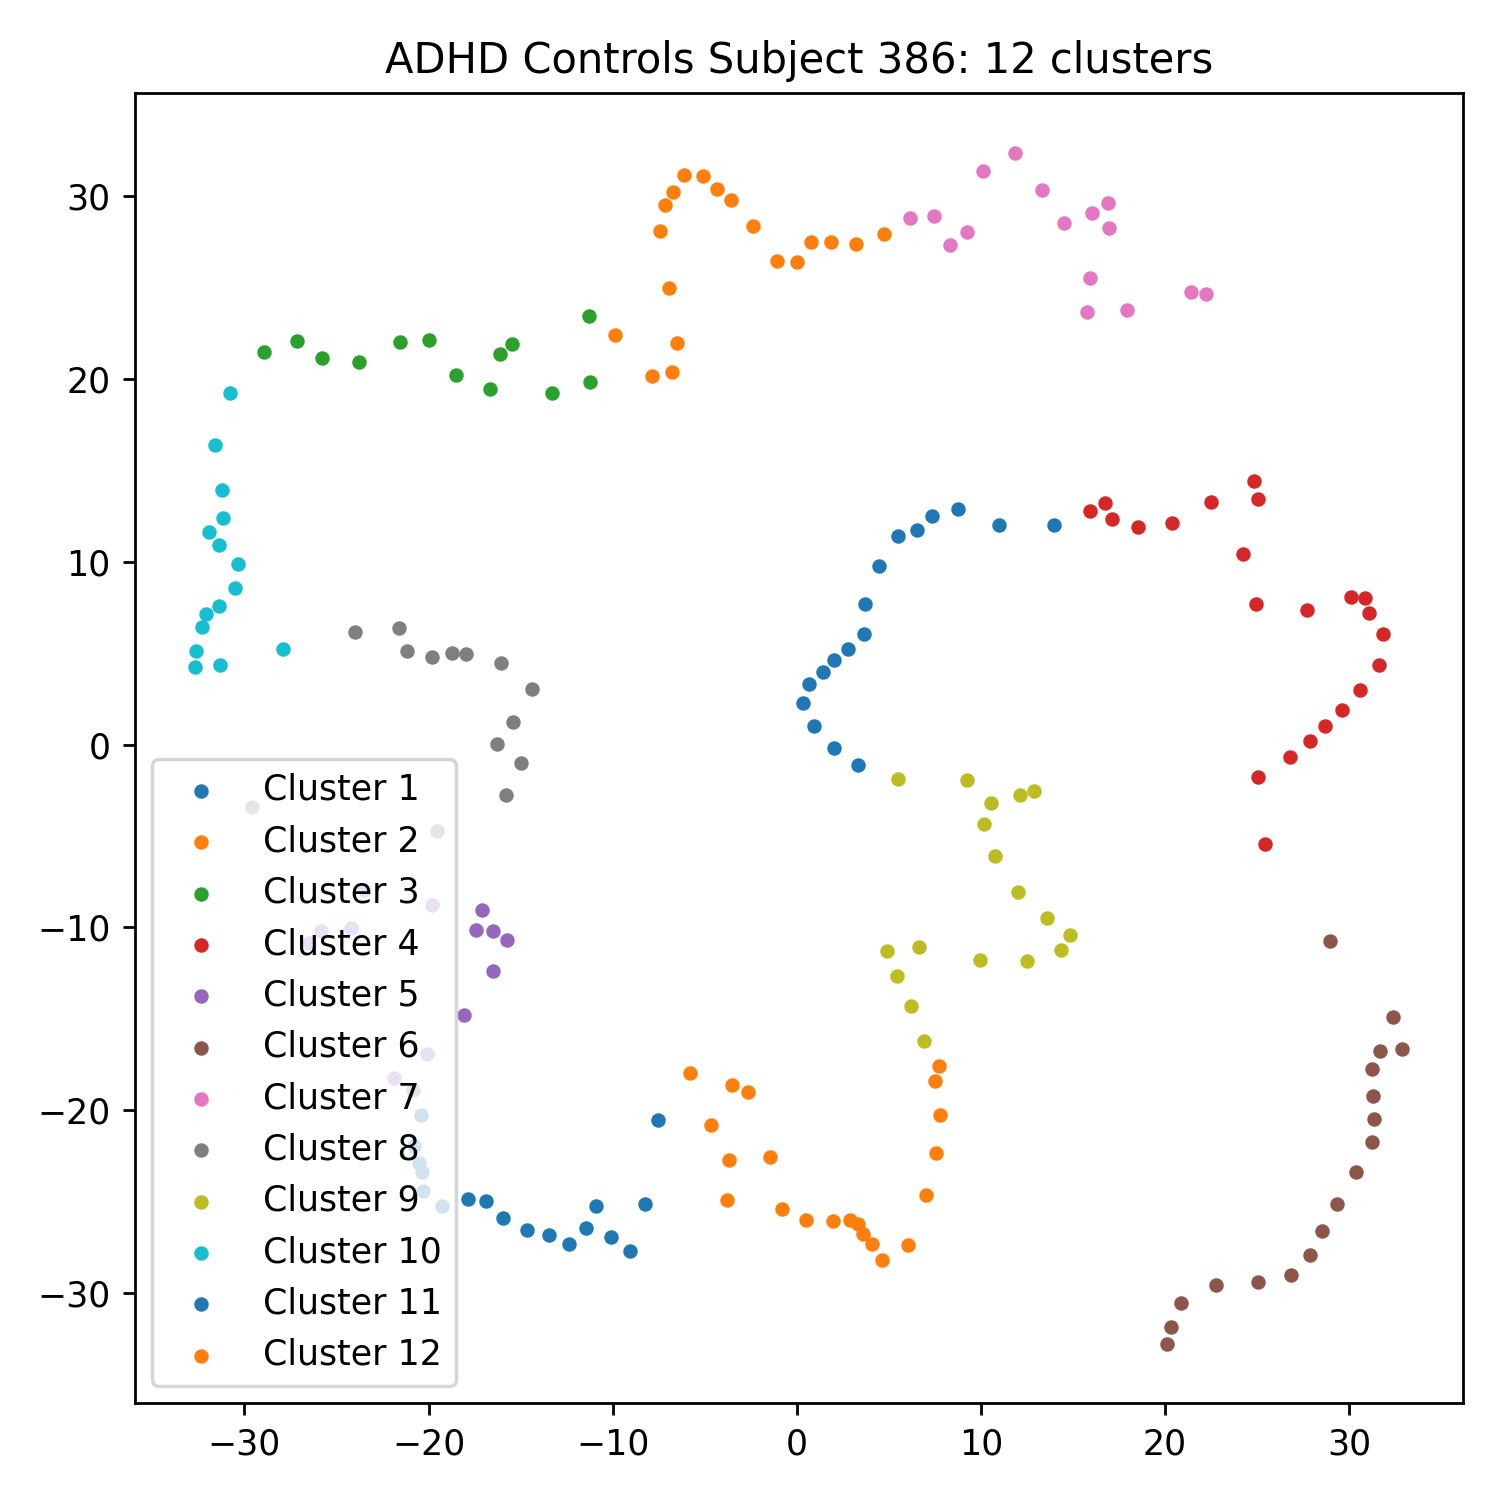 ADHD Controls Subject 386: 12 clusters
30
20
10
0
−10
−20
−30
Cluster 1
Cluster 2
Cluster 3
Cluster 4
Cluster 5
Cluster 6
Cluster 7
Cluster 8
Cluster 9
Cluster 10
Cluster 11
Cluster 12
−30 −20 −10 0 10 20 30